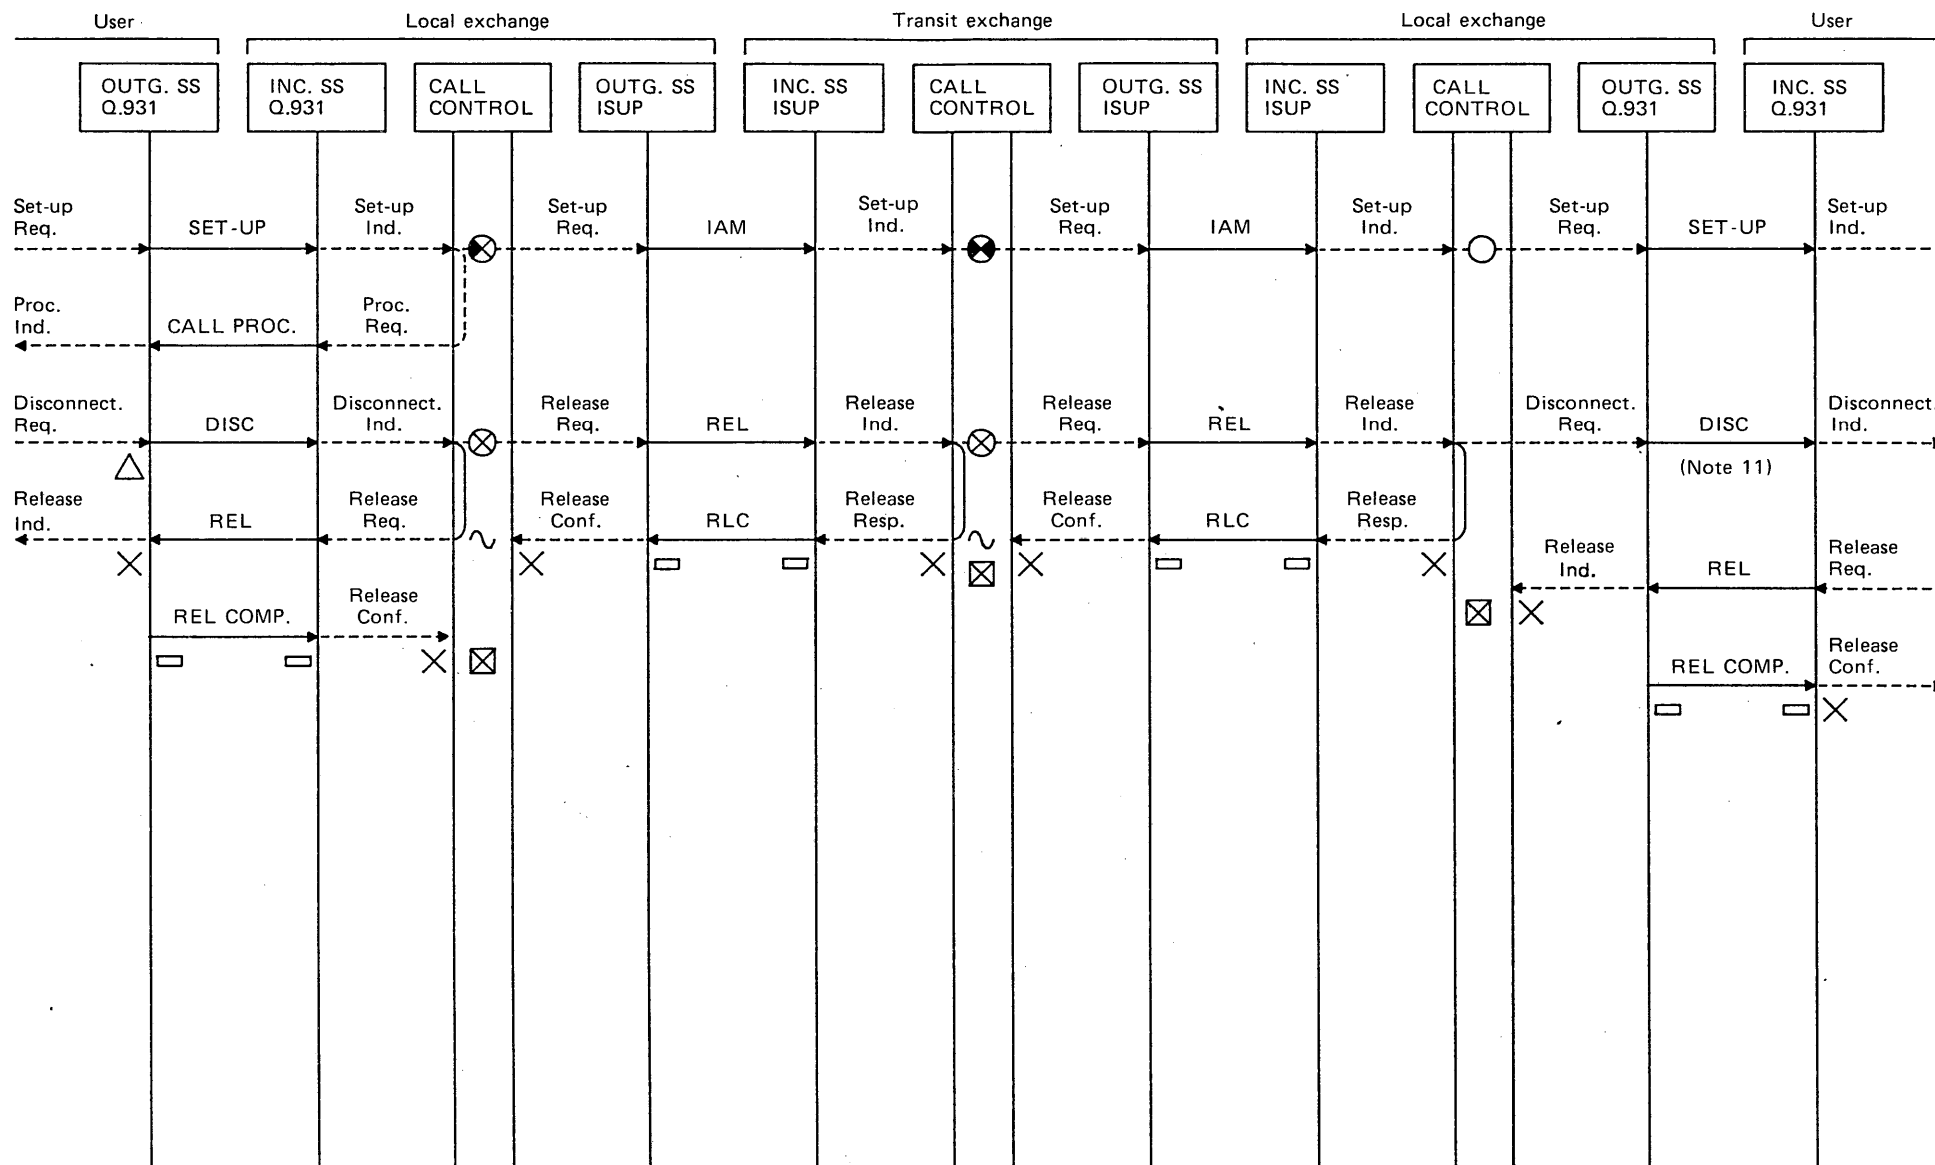 User
Local exchange
Transit exchange
Local exchange
User
OUTG. SS
Q.931
INC. SS
Q.931
CALL
CONTROL
OUTG. SS
ISUP
INC. SS
ISUP
CALL
CONTROL
OUTG. SS
ISUP
INC. SS
ISUP
CALL
CONTROL
OUTG. SS
Q.931
INC. SS
Q.931
Set-up
Req.
SET-UP
Set-up
Ind.
Set-up
Req.
IAM
Set-up
Ind.
Set-up
Req.
IAM
Set-up
Ind.
Set-up
Req.
SET-UP
Set-up
Ind.
Proc.
Ind.
CALL PROC.
Proc.
Req.
Disconnect.
Req.
DISC
Disconnect.
Ind.
Release
Req.
REL
Release
Ind.
Release
Req.
REL
Release
Ind.
Disconnect.
Req.
DISC
(Note 11)
Disconnect.
Ind.
Release
Ind.
REL
Release
Req.
Release
Conf.
RLC
Release
Resp.
Release
Conf.
RLC
Release
Resp.
Release
Ind.
REL
Release
Req.
REL COMP.
Release
Conf.
REL COMP.
Release
Conf.